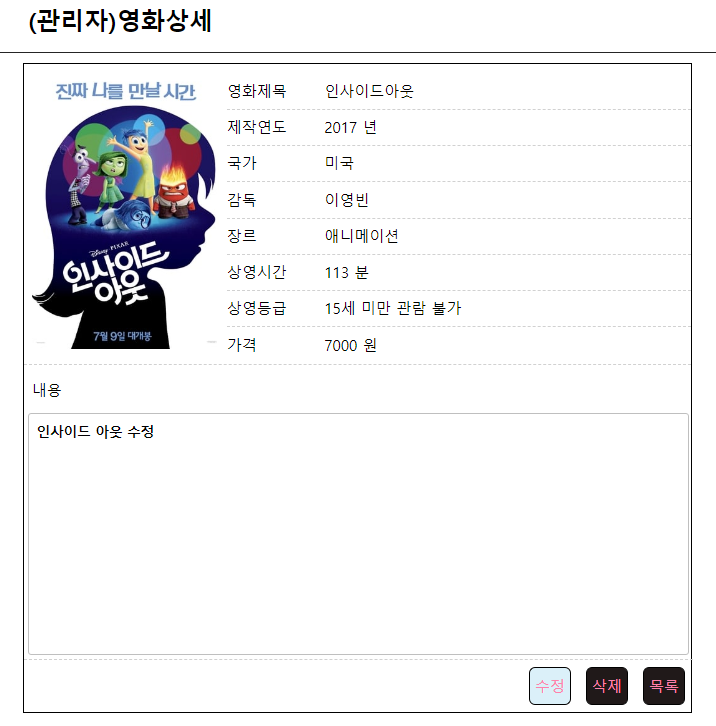 (관리자)영화상세
진짜 나를 만날 시간
Disney PIXAR
인사이드
아웃
7월 9일 대개봉
영화제목 인사이드아웃
제작연도 2017 년
국가 미국
감독 이영빈
장르 애니메이션
상영시간 113 분
상영등급 15세 미만 관람 불가
가격 7000 원
내용
인사이드 아웃 수정
수정 삭제 목록